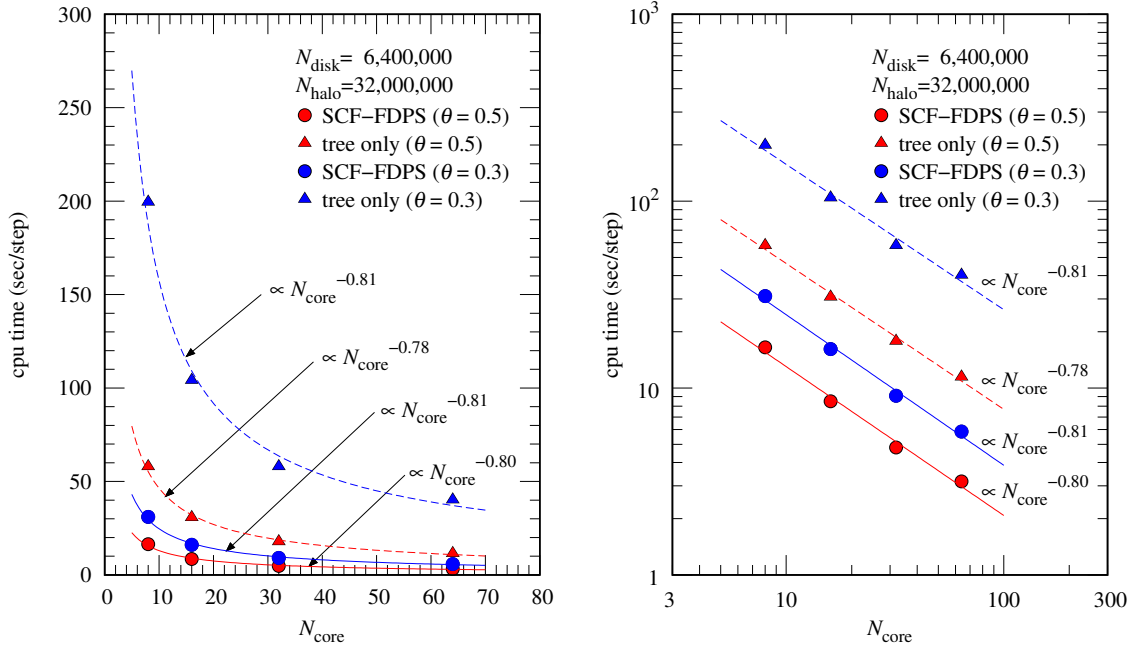 300
250
200
150
100
50
0
cpu time (sec/step)
0 10 20 30 40 50 60 70 80
N_core
N_disk= 6,400,000
N_halo=32,000,000
SCF−FDPS (θ = 0.5)
tree only (θ = 0.5)
SCF−FDPS (θ = 0.3)
tree only (θ = 0.3)
∝ N_core^−0.81
∝ N_core^−0.78
∝ N_core^−0.81
∝ N_core^−0.80
10^3
10^2
10
1
cpu time (sec/step)
3 10 100 300
N_core
N_disk= 6,400,000
N_halo=32,000,000
SCF−FDPS (θ = 0.5)
tree only (θ = 0.5)
SCF−FDPS (θ = 0.3)
tree only (θ = 0.3)
∝ N_core^−0.81
∝ N_core^−0.78
∝ N_core^−0.81
∝ N_core^−0.80